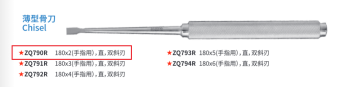 薄型骨刀
Chisel
★ZQ790R 180x2(手指用),直,双斜刃
★ZQ791R 180x3(手指用),直,双斜刃
★ZQ792R 180x4(手指用),直,双斜刃
★ZQ793R 180x5(手指用),直,双斜刃
★ZQ794R 180x6(手指用),直,双斜刃